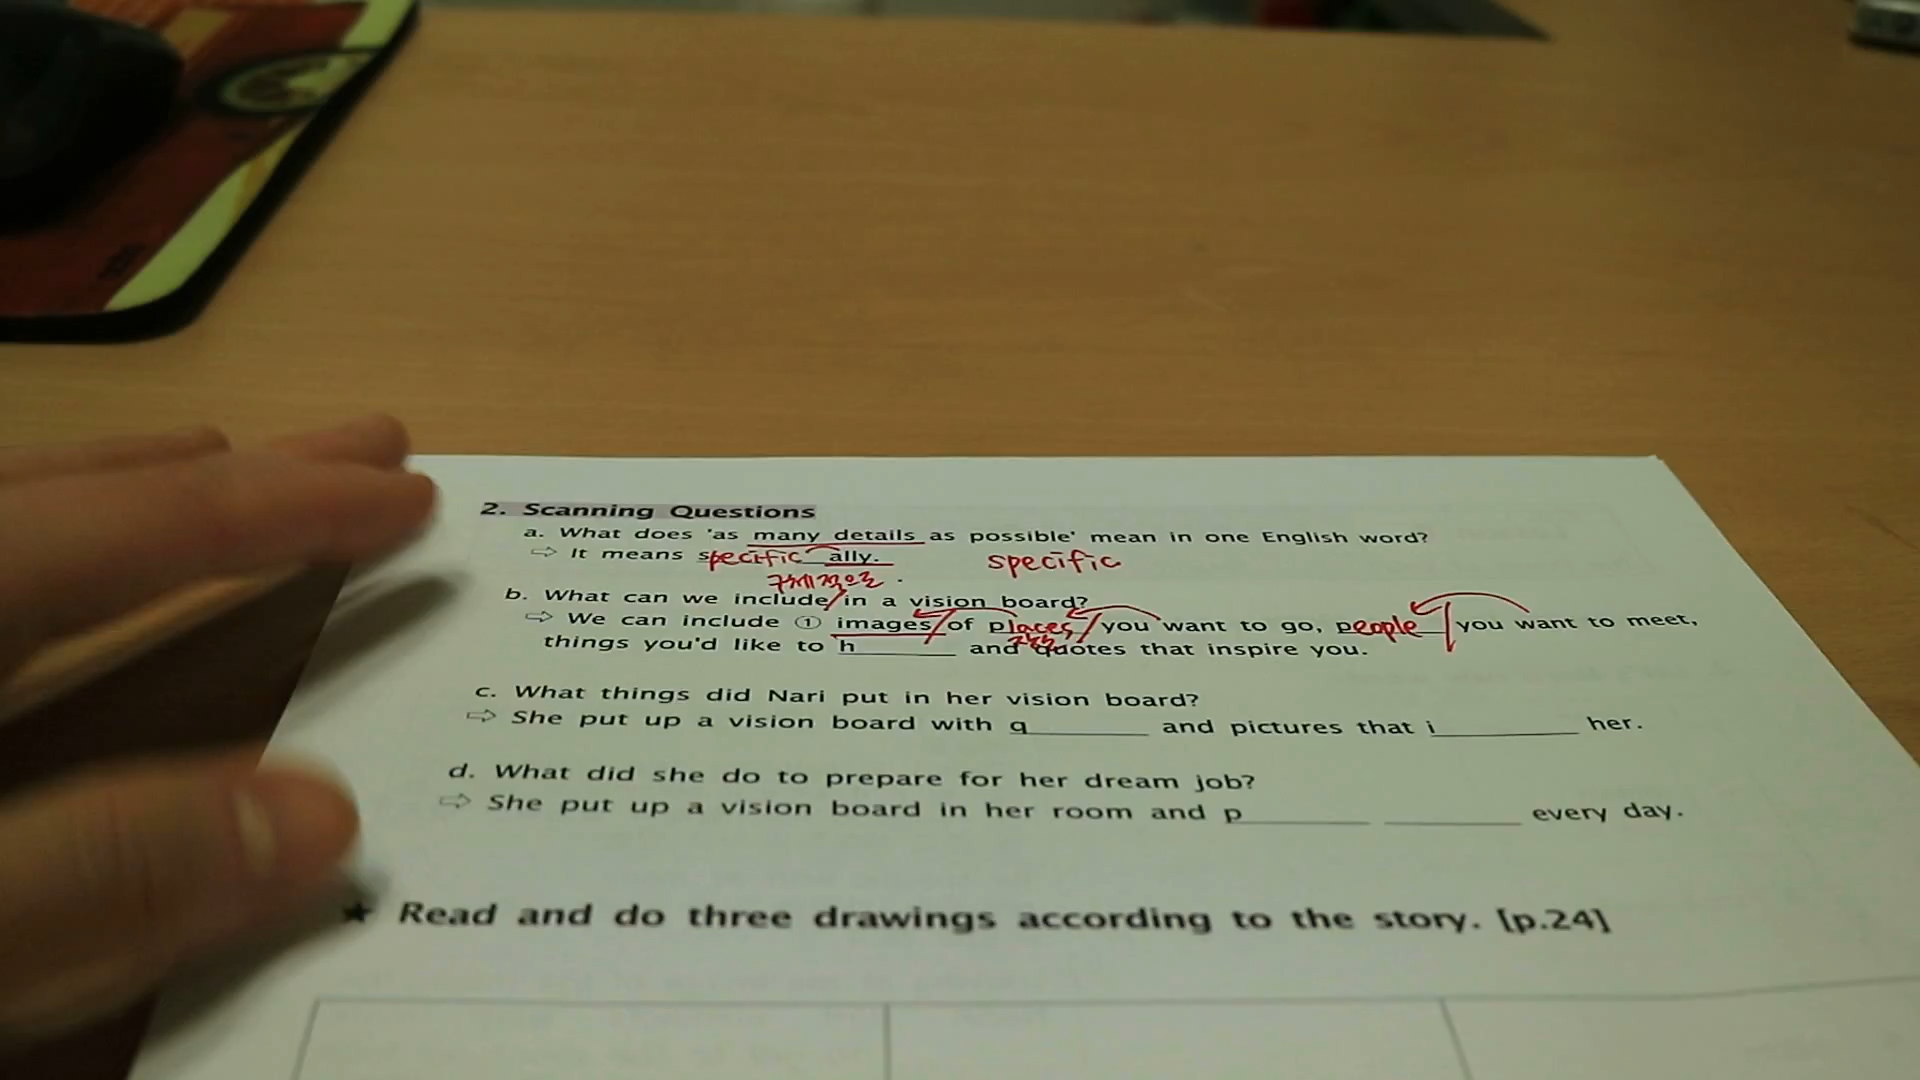 2. Scanning Questions
a. What does 'as many details as possible' mean in one English word?
⇨ It means specific ally. specific
구체적으로
b. What can we include/in a vision board?
⇨ We can include ① images/of places/you want to go, people you want to meet,
things you'd like to h______ and quotes that inspire you.
c. What things did Nari put in her vision board?
⇨ She put up a vision board with q________ and pictures that i__________ her.
d. What did she do to prepare for her dream job?
⇨ She put up a vision board in her room and p_________ _________ every day.
★ Read and do three drawings according to the story. [p.24]